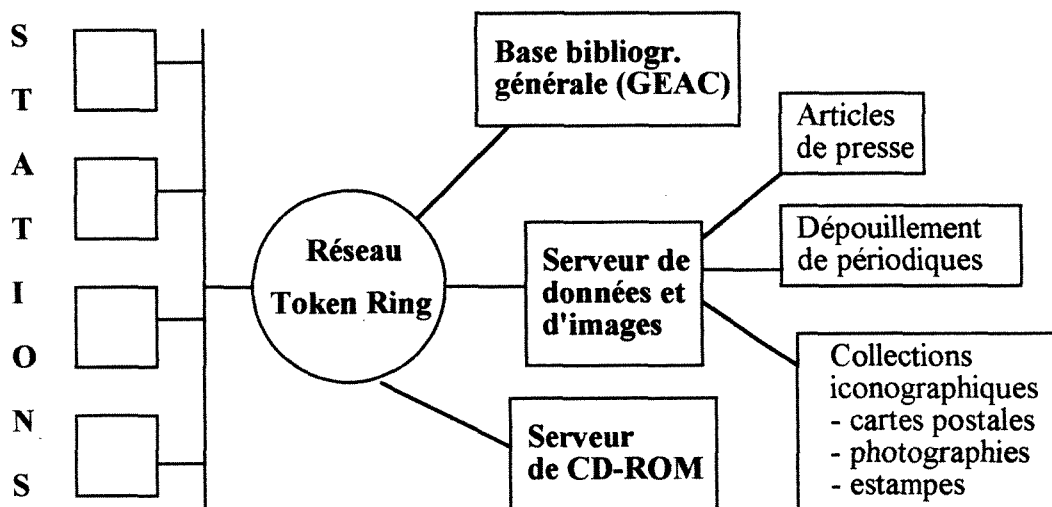 STATIONS
Base bibliogr.
générale (GEAC)
Articles
de presse
Réseau
Token Ring
Serveur de
données et
d'images
Dépouillement
de périodiques
Collections
iconographiques
- cartes postales
- photographies
- estampes
Serveur
de CD-ROM